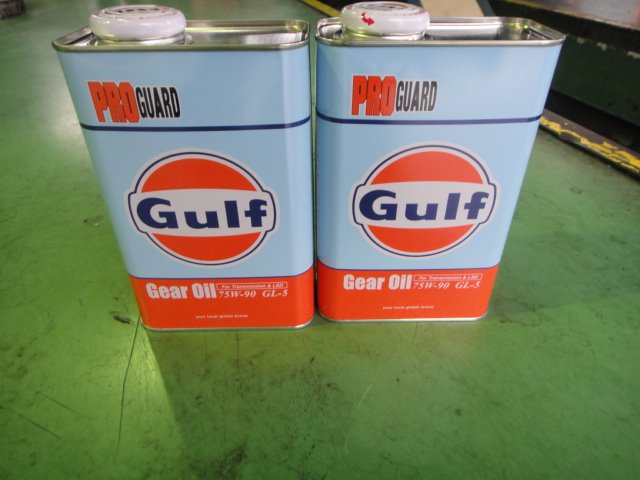 PRO GUARD
Gulf
Gear Oil For Transmission & LSD
75W-90 GL-5
your local global brand
PRO GUARD
Gulf
Gear Oil For Transmission & LSD
75W-90 GL-5
your local global brand